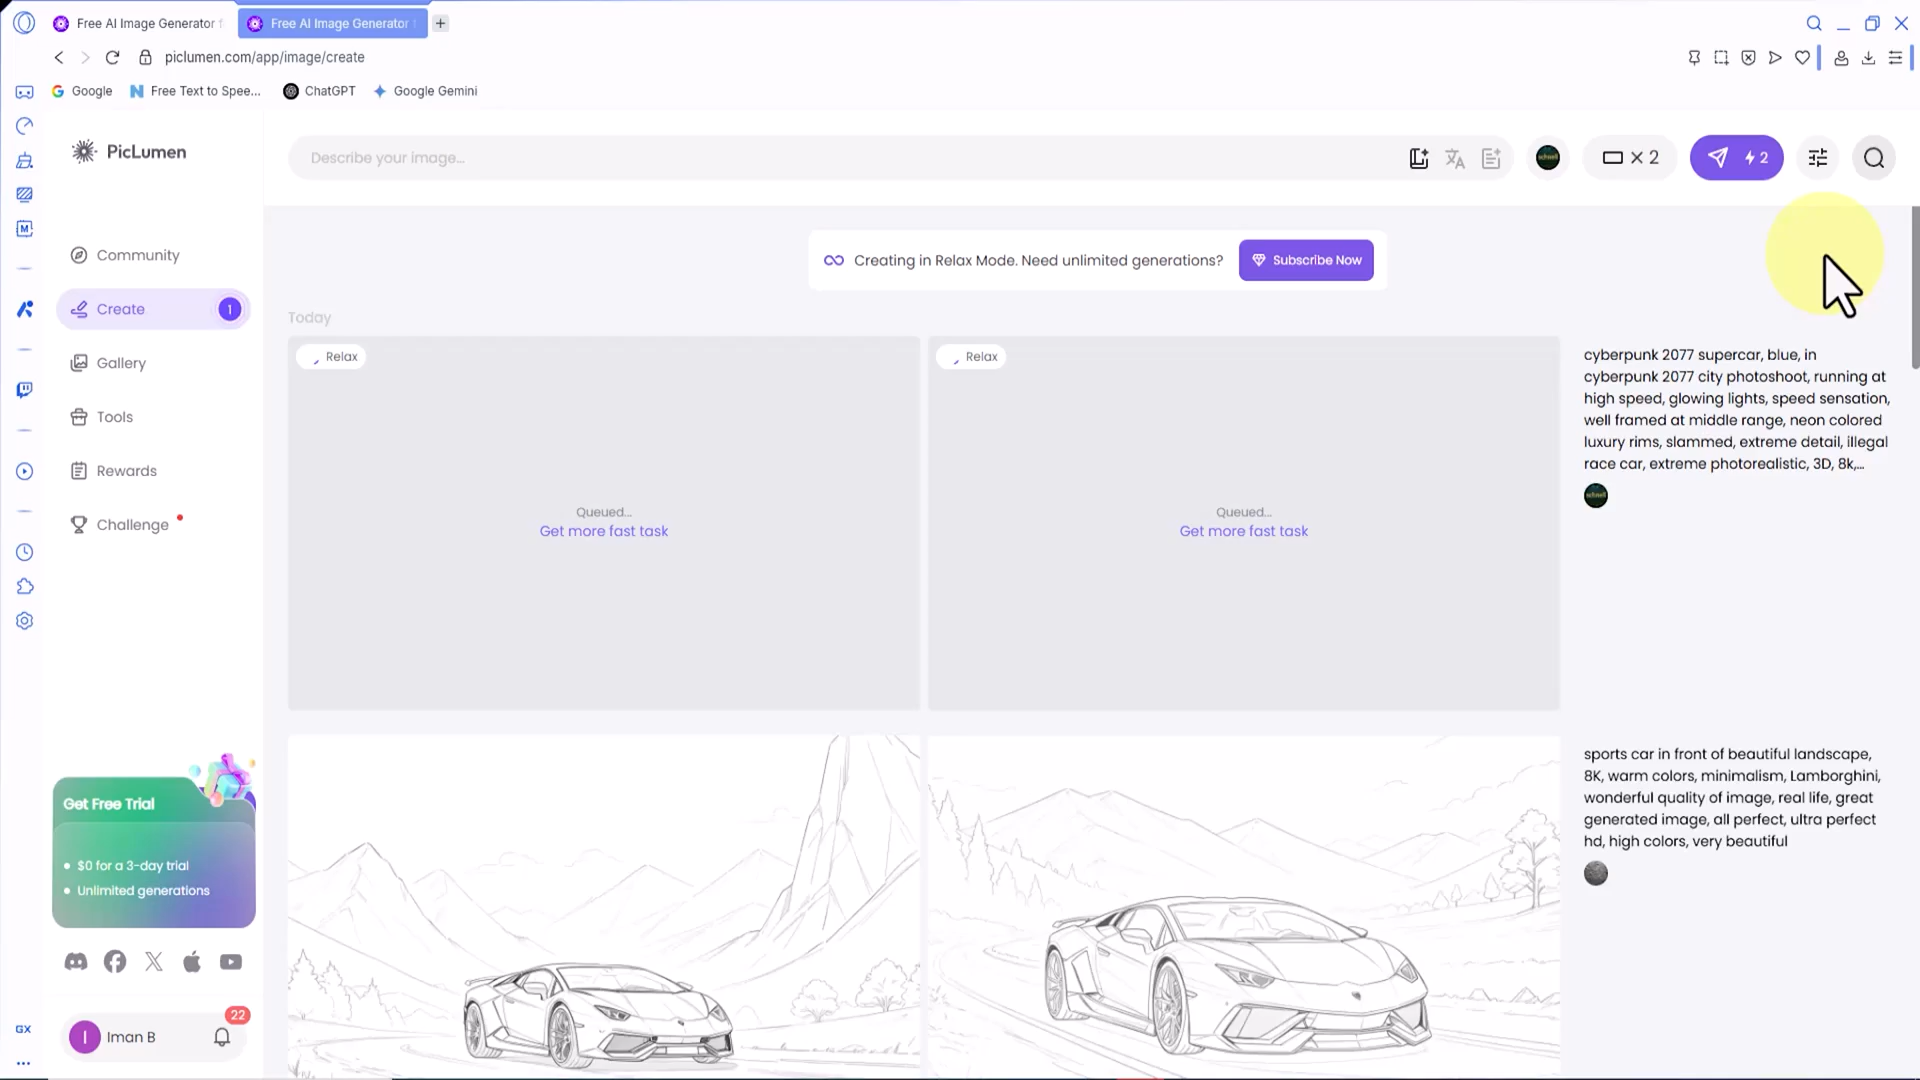 Free AI Image Generator
Free AI Image Generator
piclumen.com/app/image/create
Google
Free Text to Spee...
ChatGPT
Google Gemini
PicLumen
Describe your image...
× 2
2
Community
Create
1
Gallery
Tools
Rewards
Challenge
Creating in Relax Mode. Need unlimited generations?
Subscribe Now
Today
Relax
Queued...
Get more fast task
Relax
Queued...
Get more fast task
cyberpunk 2077 supercar, blue, in
cyberpunk 2077 city photoshoot, running at
high speed, glowing lights, speed sensation,
well framed at middle range, neon colored
luxury rims, slammed, extreme detail, illegal
race car, extreme photorealistic, 3D, 8k,...
sports car in front of beautiful landscape,
8K, warm colors, minimalism, Lamborghini,
wonderful quality of image, real life, great
generated image, all perfect, ultra perfect
hd, high colors, very beautiful
Get Free Trial
$0 for a 3-day trial
Unlimited generations
I
Iman B
22
GX
M